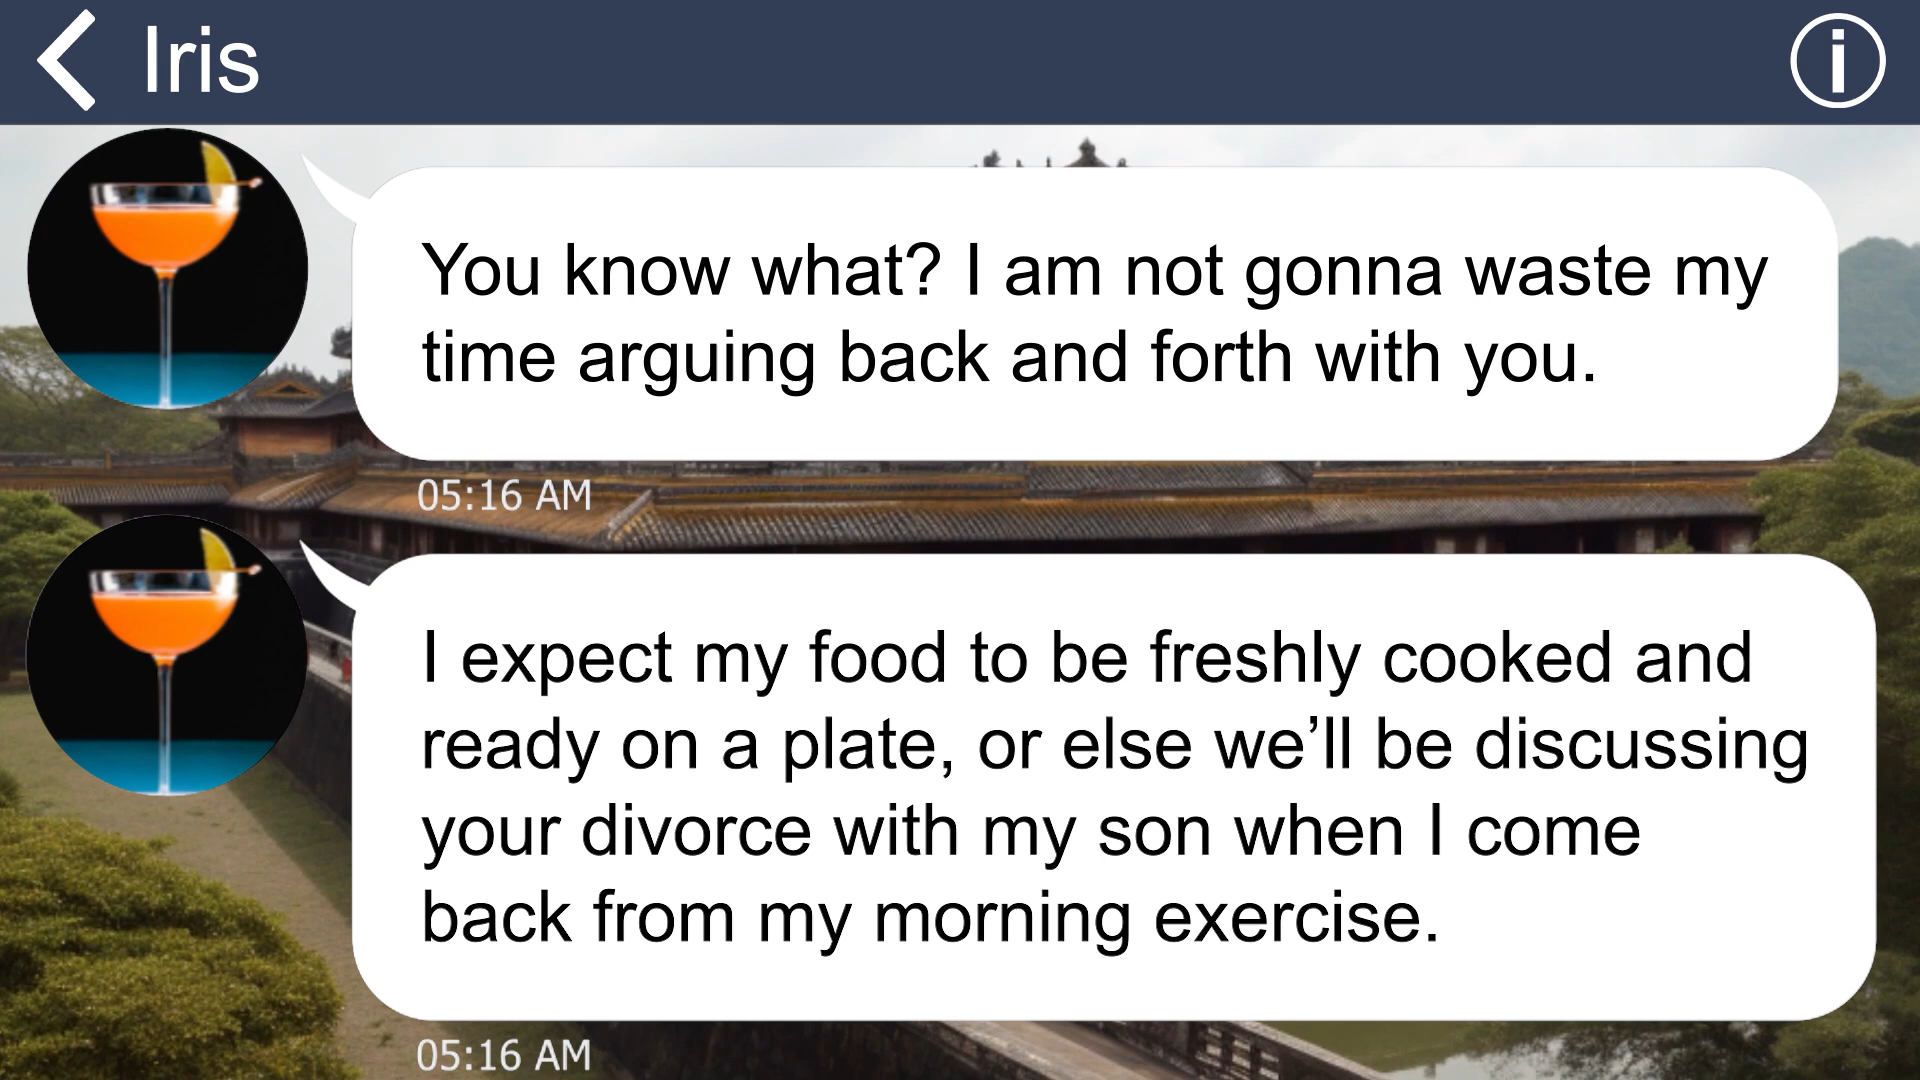 Iris
You know what? I am not gonna waste my
time arguing back and forth with you.
05:16 AM
I expect my food to be freshly cooked and
ready on a plate, or else we’ll be discussing
your divorce with my son when I come
back from my morning exercise.
05:16 AM